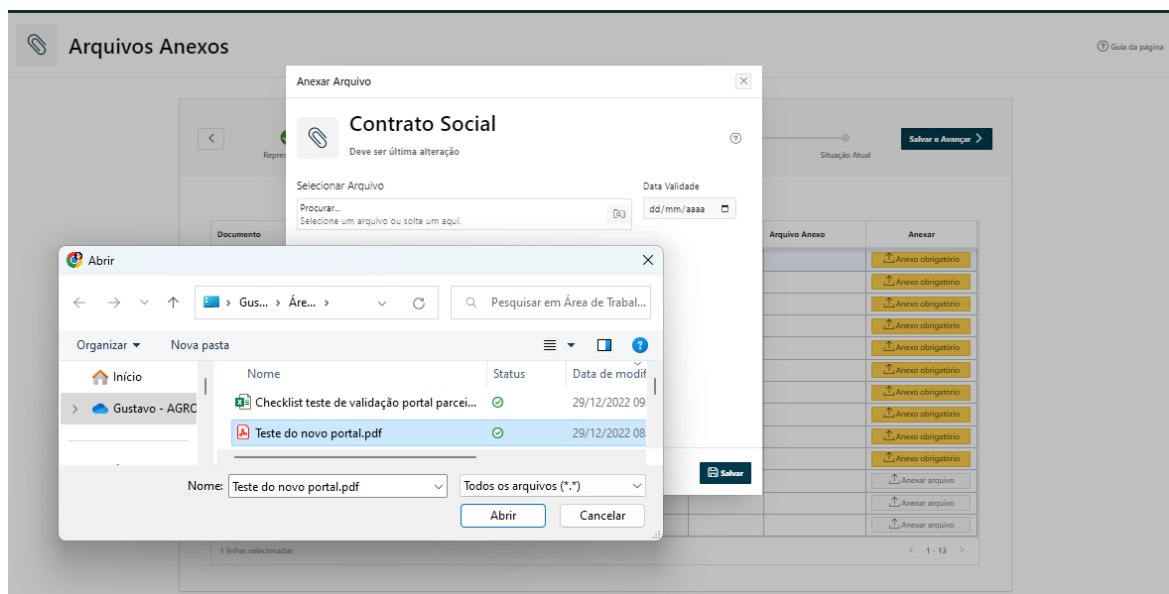 Arquivos Anexos
Guia da página
Anexar Arquivo
Contrato Social
Deve ser última alteração
Salvar e Avançar
Situação Atual
Selecionar Arquivo
Data Validade
Procurar...
Selecione um arquivo ou solte um aqui.
dd/mm/aaaa
Documento
Arquivo Anexo
Anexar
Abrir
Anexo obrigatório
Anexo obrigatório
Anexo obrigatório
Anexo obrigatório
Anexo obrigatório
Anexo obrigatório
Anexo obrigatório
Anexo obrigatório
Anexo obrigatório
Anexo obrigatório
Anexar arquivo
Anexar arquivo
Anexar arquivo
Gus... > Áre... >
Pesquisar em Área de Trabal...
Organizar
Nova pasta
Início
Gustavo - AGRO
Nome
Status
Data de modif
Checklist teste de validação portal parcei...
29/12/2022 09
Teste do novo portal.pdf
29/12/2022 08
Nome: Teste do novo portal.pdf
Todos os arquivos (*.*)
Abrir
Cancelar
Salvar
1 linhas selecionadas
1 - 13